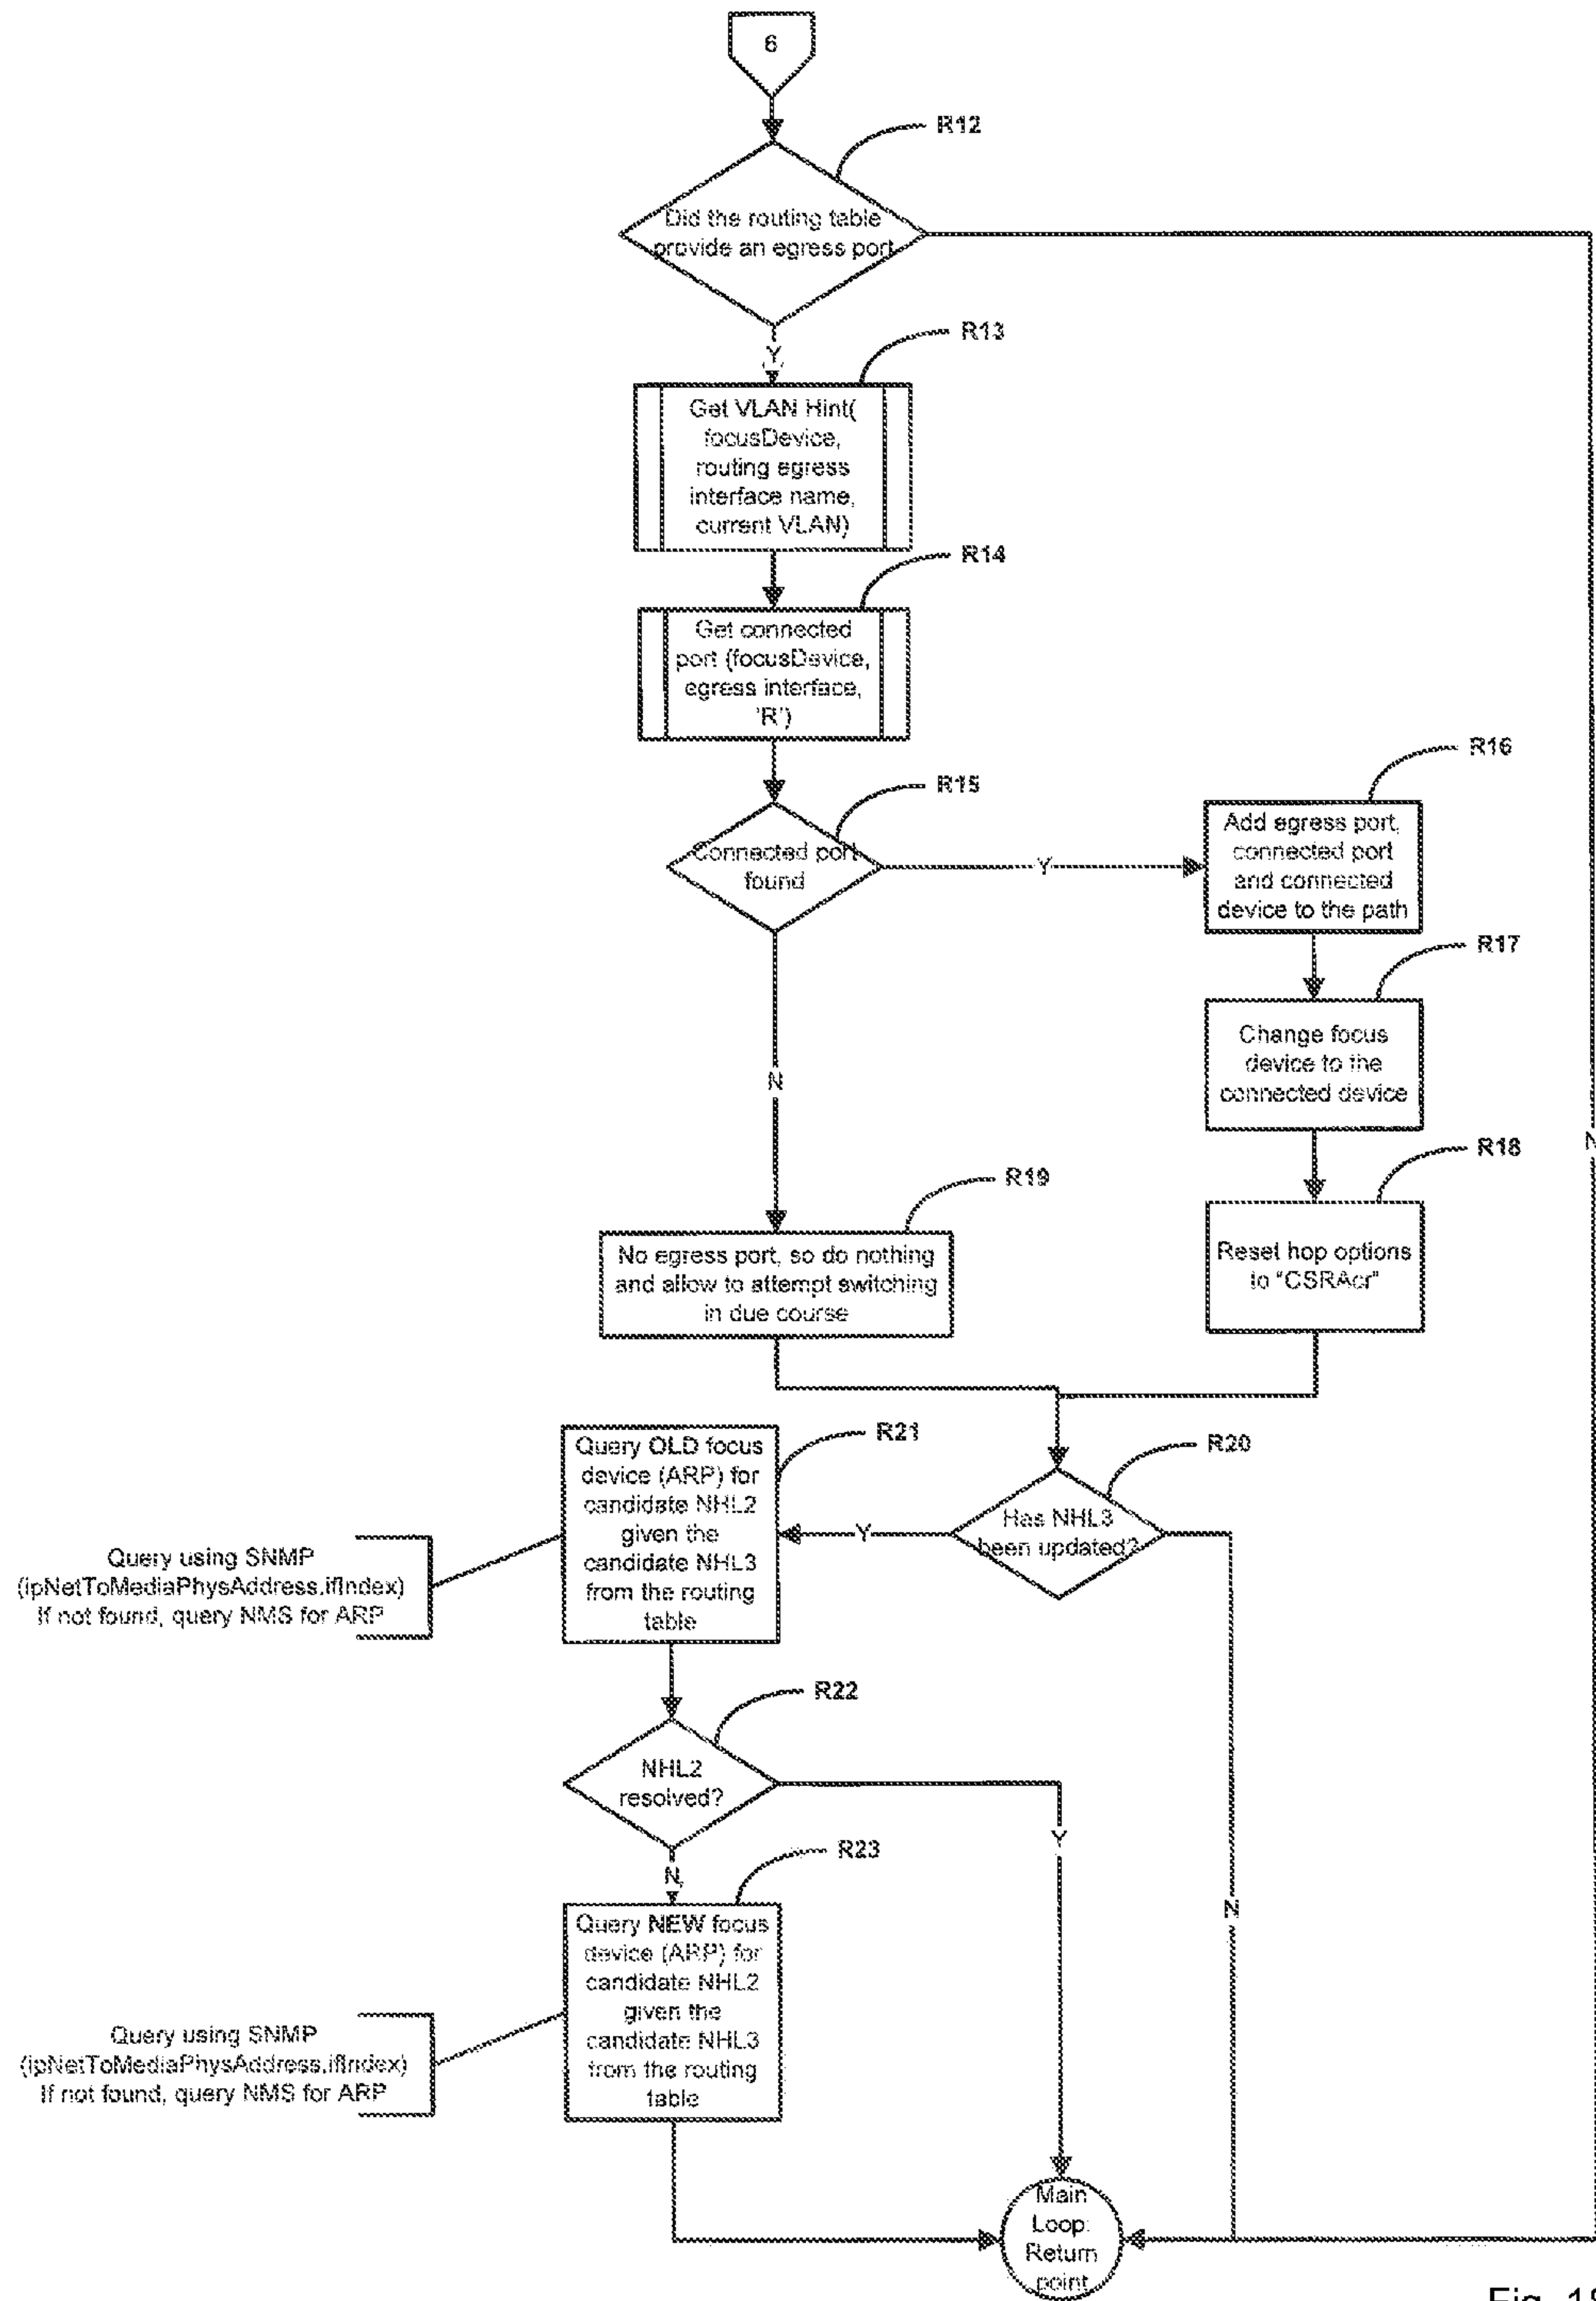 6
R12
Did the routing table
provide an egress port
Y
R13
Get VLAN Hint(
focusDevice,
routing egress
interface name,
current VLAN)
R14
Get connected
port (focusDevice,
egress interface,
'R')
R15
Connected port
found
Y
R16
Add egress port,
connected port
and connected
device to the path
R17
Change focus
device to the
connected device
N
N
R18
Reset hop options
to "CSRAcr"
R19
No egress port, so do nothing
and allow to attempt switching
in due course
R20
Has NHL3
been updated?
Y
R21
Query OLD focus
device (ARP) for
candidate NHL2
given the
candidate NHL3
from the routing
table
Query using SNMP
(ipNetToMediaPhysAddress.ifIndex)
If not found, query NMS for ARP
R22
NHL2
resolved?
Y
N
N
R23
Query NEW focus
device (ARP) for
candidate NHL2
given the
candidate NHL3
from the routing
table
Query using SNMP
(ipNetToMediaPhysAddress.ifIndex)
If not found, query NMS for ARP
Main
Loop:
Return
point